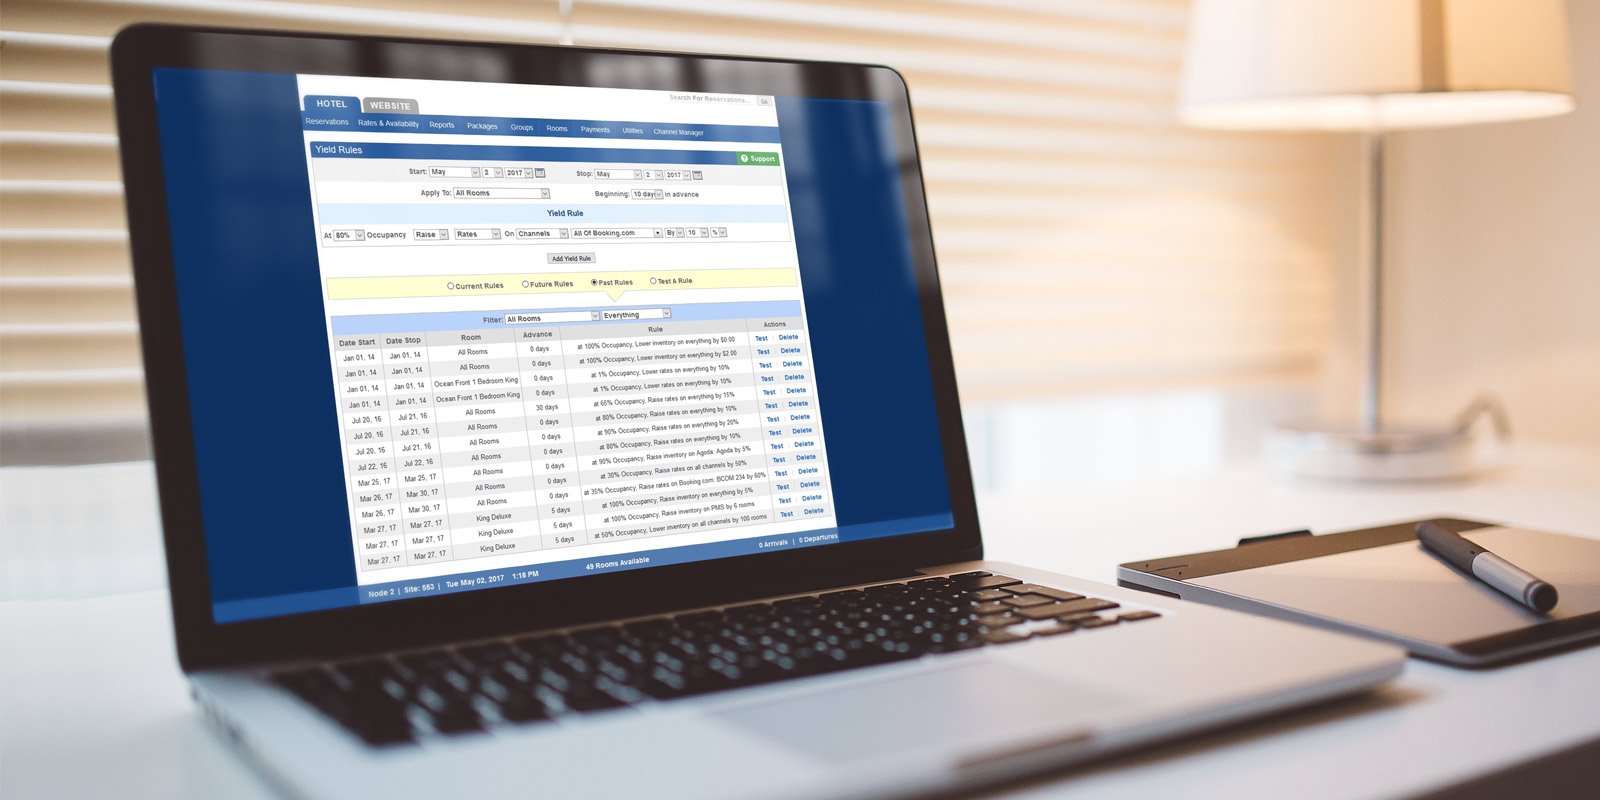 HOTEL WEBSITE Search For Reservations... Go
Reservations Rates & Availability Reports Packages Groups Rooms Payments Utilities Channel Manager
Yield Rules ? Support
Start: May 2 2017 Stop: May 2 2017
Apply To: All Rooms Beginning: 10 days in advance
Yield Rule
At 80% Occupancy Raise Rates On Channels All Of Booking.com By 10 %
Add Yield Rule
Current Rules Future Rules Past Rules Test A Rule
Filter: All Rooms Everything
Date Start Date Stop Room Advance Rule Actions
Jan 01, 14 Jan 01, 14 All Rooms 0 days at 100% Occupancy, Lower inventory on everything by $0.00 Test | Delete
Jan 01, 14 Jan 01, 14 All Rooms 0 days at 100% Occupancy, Lower inventory on everything by $2.00 Test | Delete
Jan 01, 14 Jan 01, 14 Ocean Front 1 Bedroom King 0 days at 1% Occupancy, Lower rates on everything by 10% Test | Delete
Jan 01, 14 Jan 01, 14 Ocean Front 1 Bedroom King 0 days at 1% Occupancy, Lower rates on everything by 10% Test | Delete
Jul 20, 16 Jul 21, 16 All Rooms 30 days at 65% Occupancy, Raise rates on everything by 15% Test | Delete
Jul 20, 16 Jul 21, 16 All Rooms 0 days at 80% Occupancy, Raise rates on everything by 10% Test | Delete
Jul 20, 16 Jul 21, 16 All Rooms 0 days at 90% Occupancy, Raise rates on everything by 20% Test | Delete
Jul 22, 16 Jul 22, 16 All Rooms 0 days at 80% Occupancy, Raise rates on everything by 10% Test | Delete
Mar 25, 17 Mar 25, 17 All Rooms 0 days at 90% Occupancy, Raise inventory on Agoda: Agoda by 5% Test | Delete
Mar 26, 17 Mar 30, 17 All Rooms 0 days at 30% Occupancy, Raise rates on all channels by 50% Test | Delete
Mar 26, 17 Mar 30, 17 All Rooms 0 days at 35% Occupancy, Raise rates on Booking.com: BCOM 234 by 60% Test | Delete
Mar 27, 17 Mar 27, 17 King Deluxe 5 days at 100% Occupancy, Raise inventory on everything by 5% Test | Delete
Mar 27, 17 Mar 27, 17 King Deluxe 5 days at 100% Occupancy, Raise inventory on PMS by 6 rooms Test | Delete
Mar 27, 17 Mar 27, 17 King Deluxe 5 days at 50% Occupancy, Lower inventory on all channels by 100 rooms Test | Delete
Node 2 | Site: 553 | Tue May 02, 2017 1:18 PM 49 Rooms Available 0 Arrivals | 0 Departures